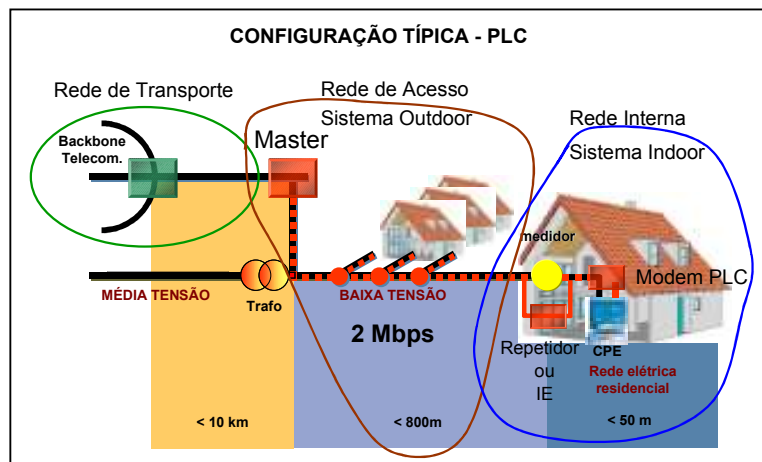 CONFIGURAÇÃO TÍPICA - PLC
Rede de Transporte
Rede de Acesso
Sistema Outdoor
Rede Interna
Sistema Indoor
Backbone
Telecom.
Master
medidor
Modem PLC
MÉDIA TENSÃO
Trafo
BAIXA TENSÃO
2 Mbps
Repetidor
ou
IE
CPE
Rede elétrica
residencial
< 10 km
< 800m
< 50 m